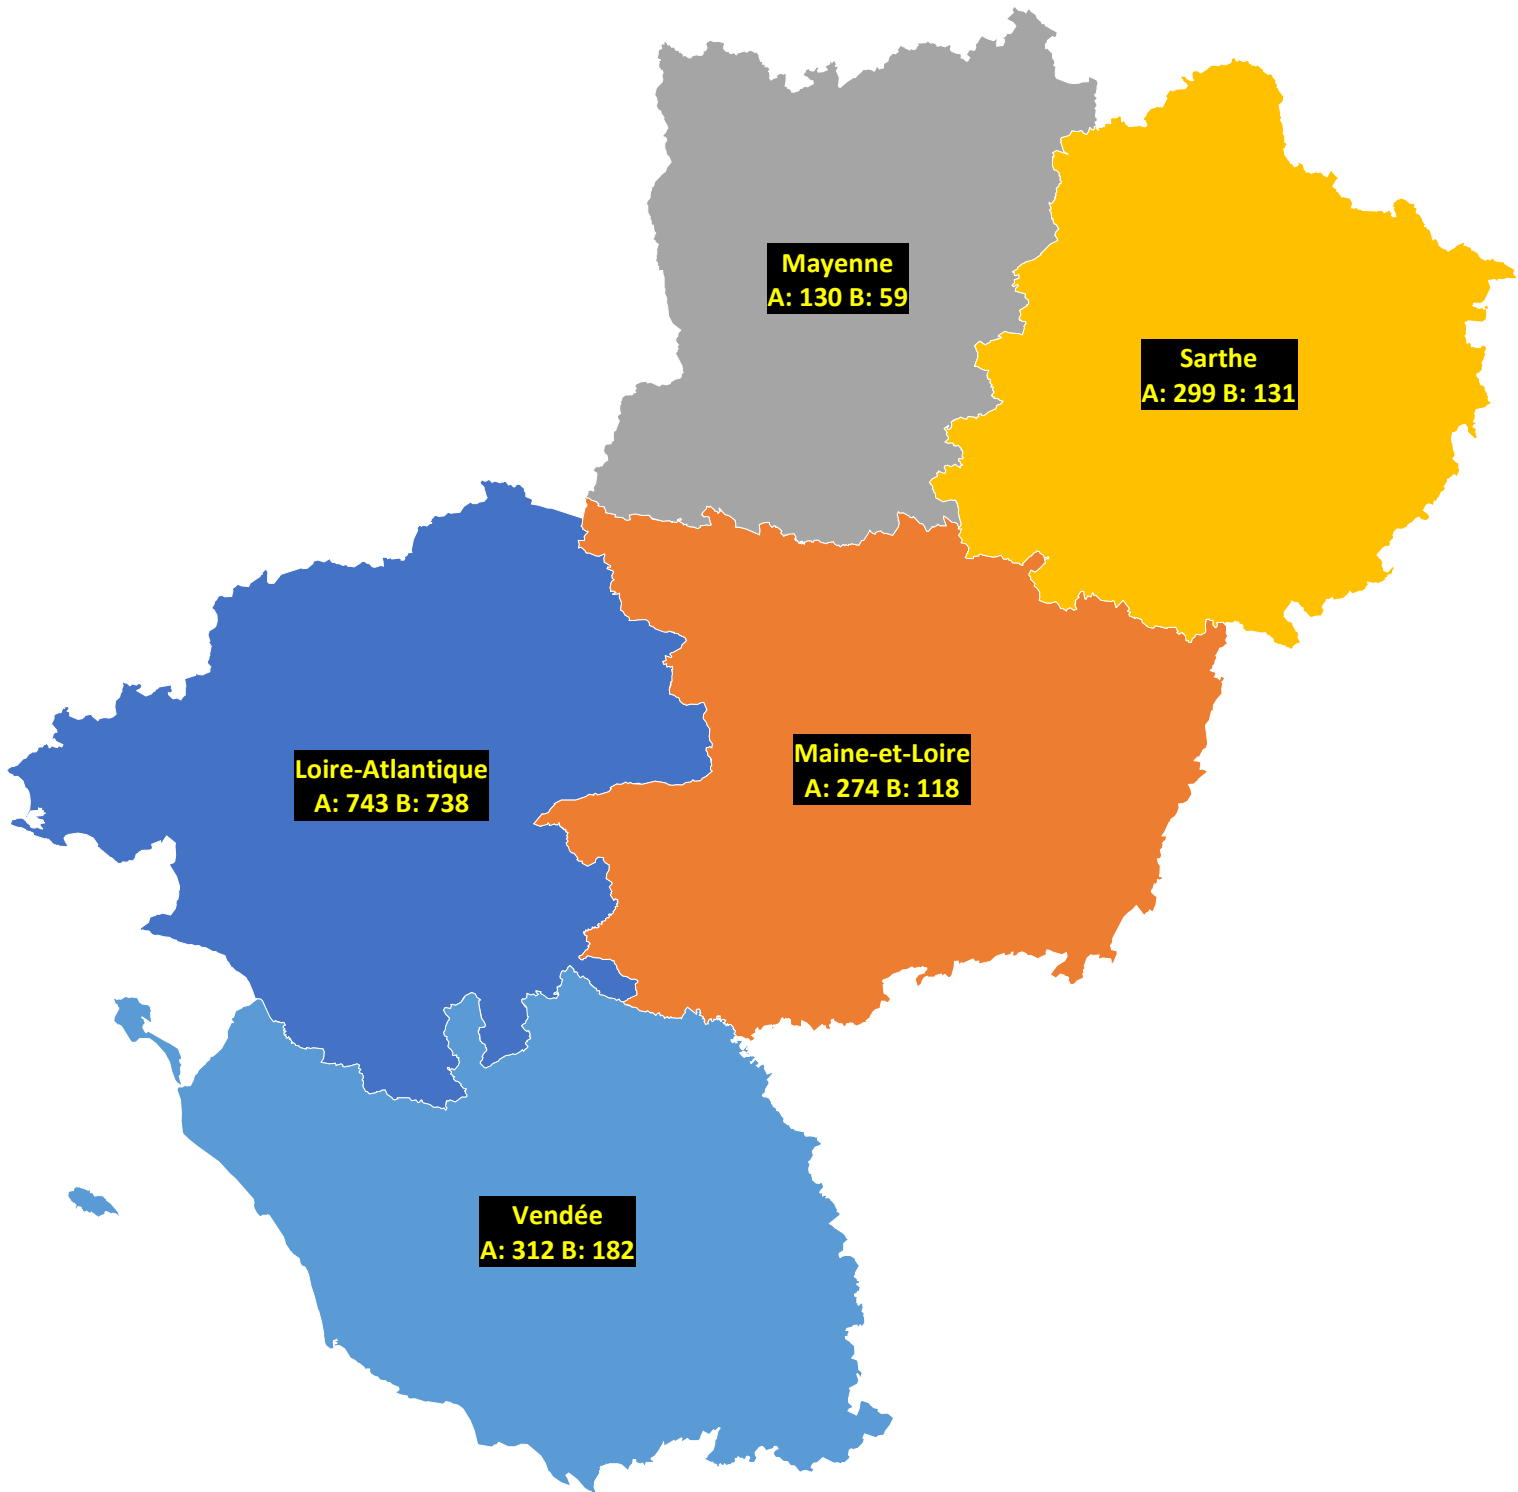 Mayenne
A: 130 B: 59
Sarthe
A: 299 B: 131
Loire-Atlantique
A: 743 B: 738
Maine-et-Loire
A: 274 B: 118
Vendée
A: 312 B: 182